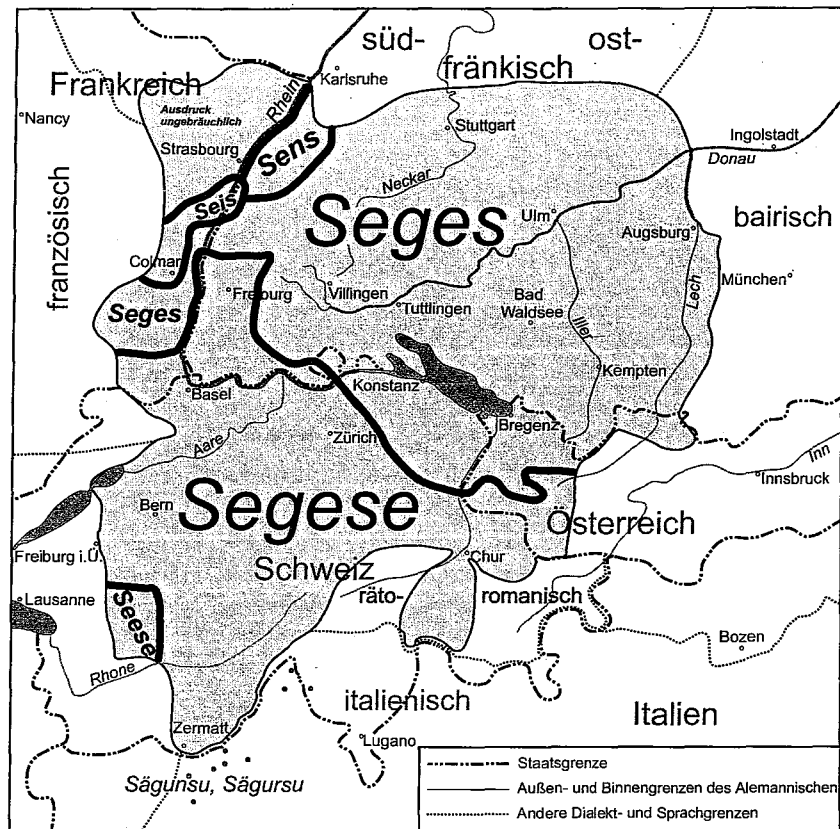 süd-
ost-
fränkisch
Frankreich
Karlsruhe
Rhein
Nancy
Ausdruck
ungebräuchlich
Stuttgart
Ingolstadt
Strasbourg
Sens
Donau
Neckar
französisch
Seis
Seges
Ulm
bairisch
Augsburg
Colmar
Lech
München
Freiburg
Villingen
Bad
Waldsee
Seges
Tuttlingen
Iller
Kempten
Konstanz
Basel
Bregenz
Zürich
Aare
Inn
Innsbruck
Segese
Bern
Österreich
Freiburg i.Ü.
Chur
Schweiz
Lausanne
räto-
romanisch
Seese
Bozen
Rhone
italienisch
Italien
Zermatt
Lugano
Sägunsu, Sägursu
Staatsgrenze
Außen- und Binnengrenzen des Alemannischen
Andere Dialekt- und Sprachgrenzen